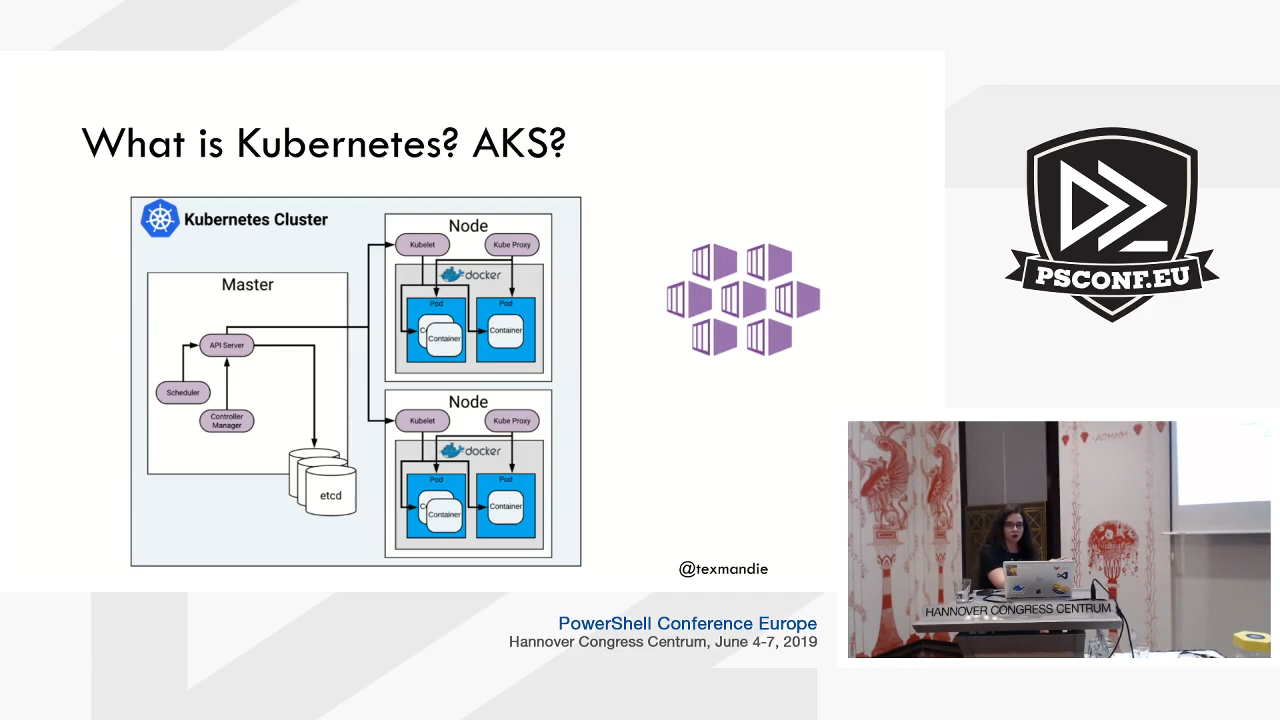 What is Kubernetes? AKS?
Kubernetes Cluster
Master
API Server
Scheduler
Controller
Manager
etcd
Node
Kubelet
Kube Proxy
docker
Pod
Container
Pod
Container
Node
Kubelet
Kube Proxy
docker
Pod
Container
Pod
Container
@texmandie
PSCONF.EU
HANNOVER CONGRESS CENTRUM
PowerShell Conference Europe
Hannover Congress Centrum, June 4-7, 2019